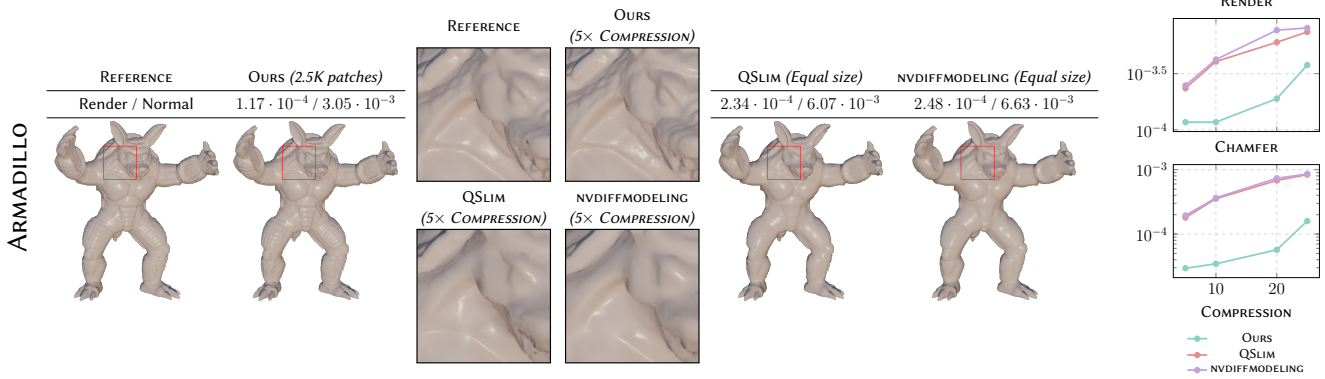 ARMADILLO
REFERENCE
Render / Normal
OURS (2.5K patches)
1.17 · 10⁻⁴ / 3.05 · 10⁻³
REFERENCE
OURS
(5× COMPRESSION)
QSLIM
(5× COMPRESSION)
NVDIFFMODELING
(5× COMPRESSION)
QSLIM (Equal size)
2.34 · 10⁻⁴ / 6.07 · 10⁻³
NVDIFFMODELING (Equal size)
2.48 · 10⁻⁴ / 6.63 · 10⁻³
RENDER
10⁻³·⁵
10⁻⁴
CHAMFER
10⁻³
10⁻⁴
10 20
COMPRESSION
OURS
QSLIM
NVDIFFMODELING